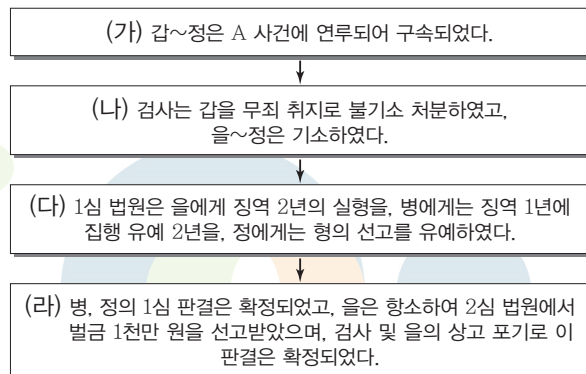 (가) 갑~정은 A 사건에 연루되어 구속되었다.
(나) 검사는 갑을 무죄 취지로 불기소 처분하였고,
을~정은 기소하였다.
(다) 1심 법원은 을에게 징역 2년의 실형을, 병에게는 징역 1년에
집행 유예 2년을, 정에게는 형의 선고를 유예하였다.
(라) 병, 정의 1심 판결은 확정되었고, 을은 항소하여 2심 법원에서
벌금 1천만 원을 선고받았으며, 검사 및 을의 상고 포기로 이
판결은 확정되었다.